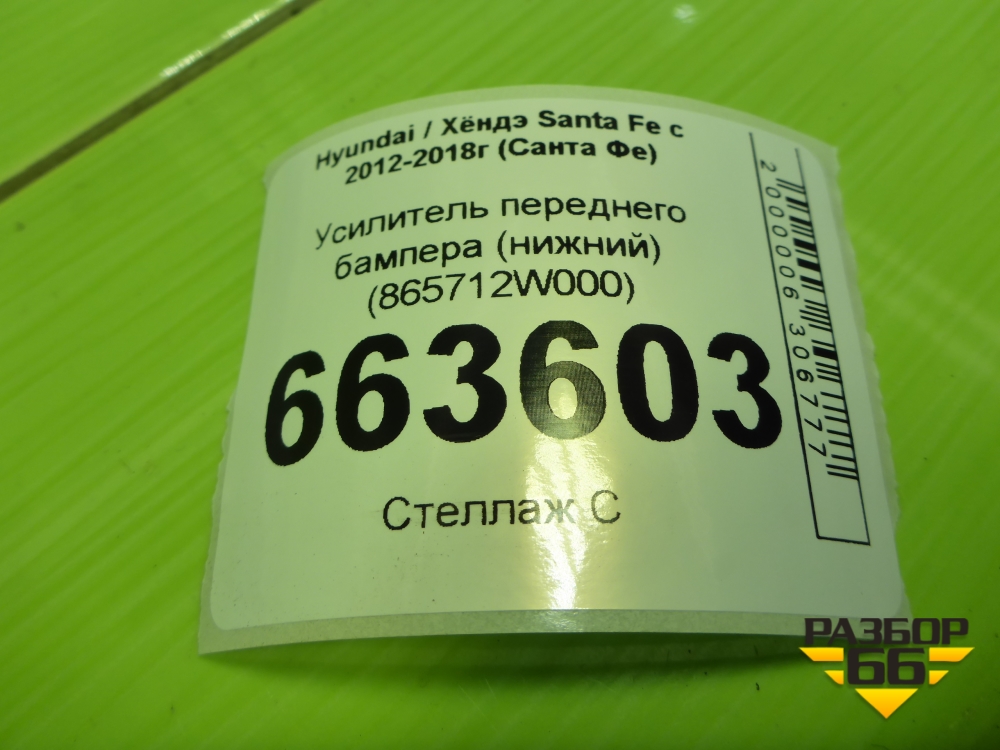 Hyundai / Хёндэ Santa Fe с
2012-2018г (Санта Фе)
Усилитель переднего
бампера (нижний)
(865712W000)
663603
Стеллаж С
2000006306777
РАЗБОР
66